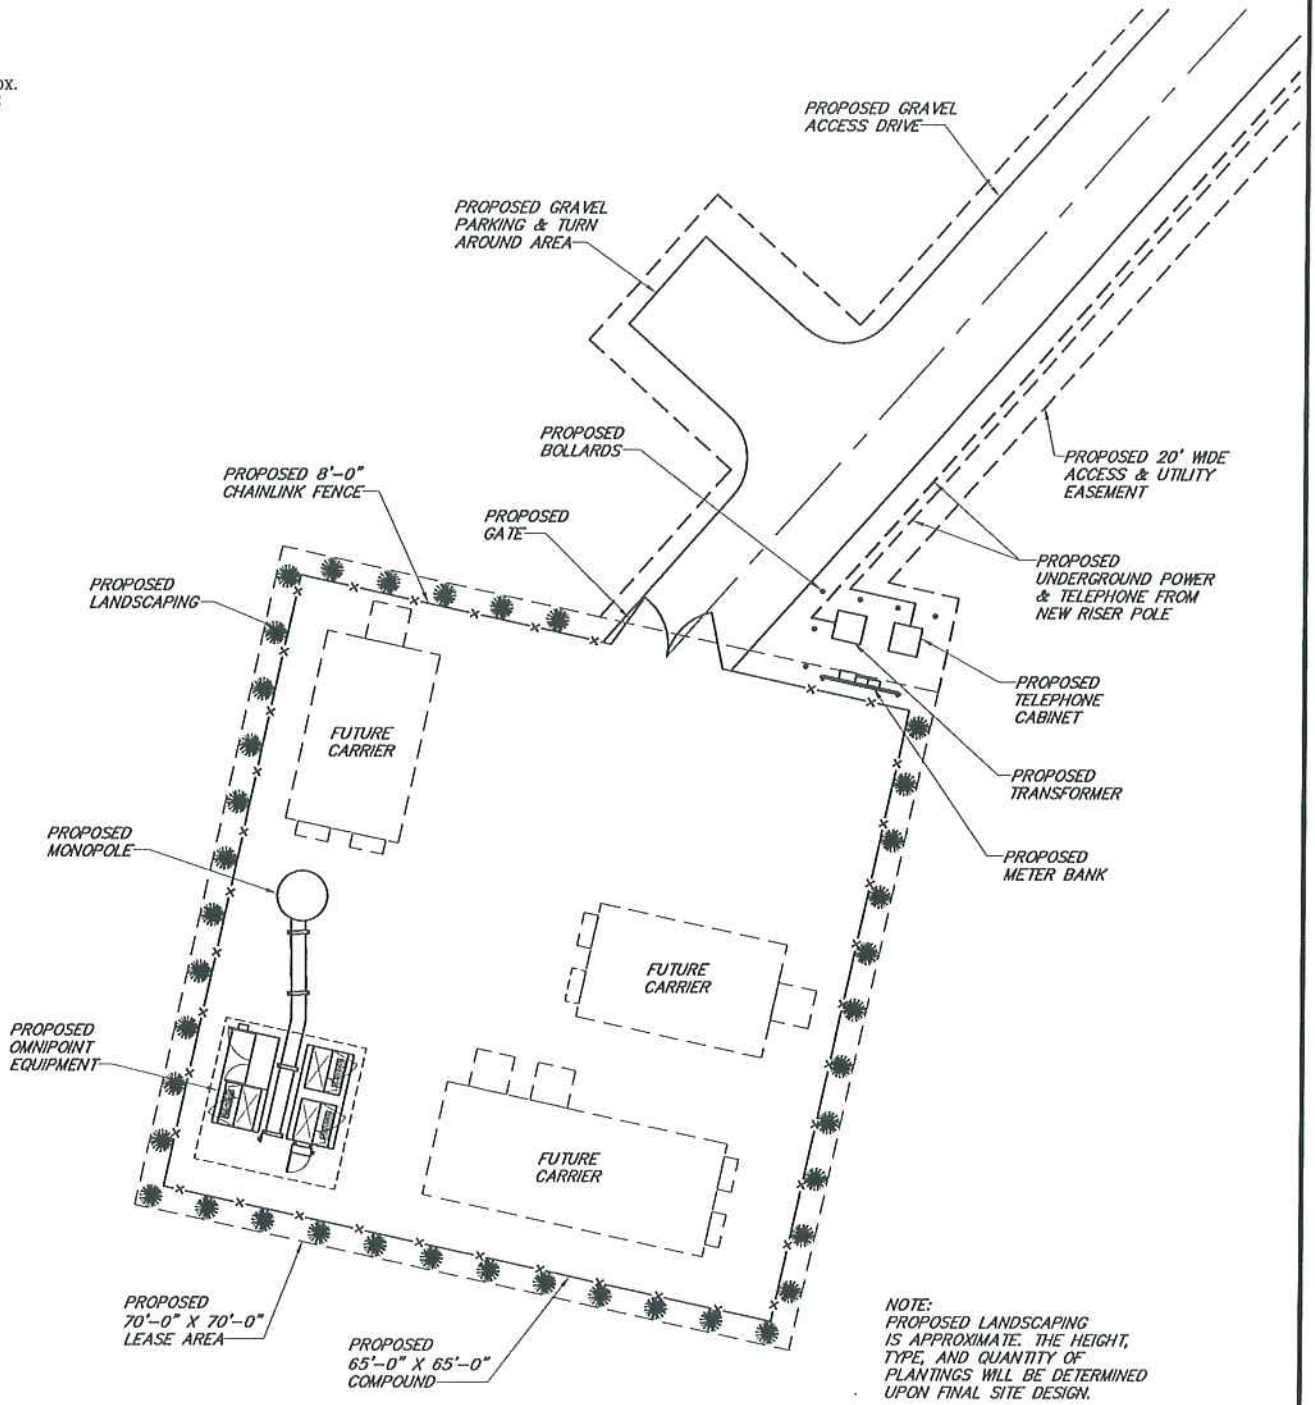 ox.
PROPOSED GRAVEL
ACCESS DRIVE
PROPOSED GRAVEL
PARKING & TURN
AROUND AREA
PROPOSED
BOLLARDS
PROPOSED 20' WIDE
ACCESS & UTILITY
EASEMENT
PROPOSED 8'-0"
CHAINLINK FENCE
PROPOSED
GATE
PROPOSED
UNDERGROUND POWER
& TELEPHONE FROM
NEW RISER POLE
PROPOSED
LANDSCAPING
PROPOSED
TELEPHONE
CABINET
FUTURE
CARRIER
PROPOSED
TRANSFORMER
PROPOSED
MONOPOLE
PROPOSED
METER BANK
FUTURE
CARRIER
PROPOSED
OMNIPOINT
EQUIPMENT
FUTURE
CARRIER
PROPOSED
70'-0" X 70'-0"
LEASE AREA
PROPOSED
65'-0" X 65'-0"
COMPOUND
NOTE:
PROPOSED LANDSCAPING
IS APPROXIMATE. THE HEIGHT,
TYPE, AND QUANTITY OF
PLANTINGS WILL BE DETERMINED
UPON FINAL SITE DESIGN.